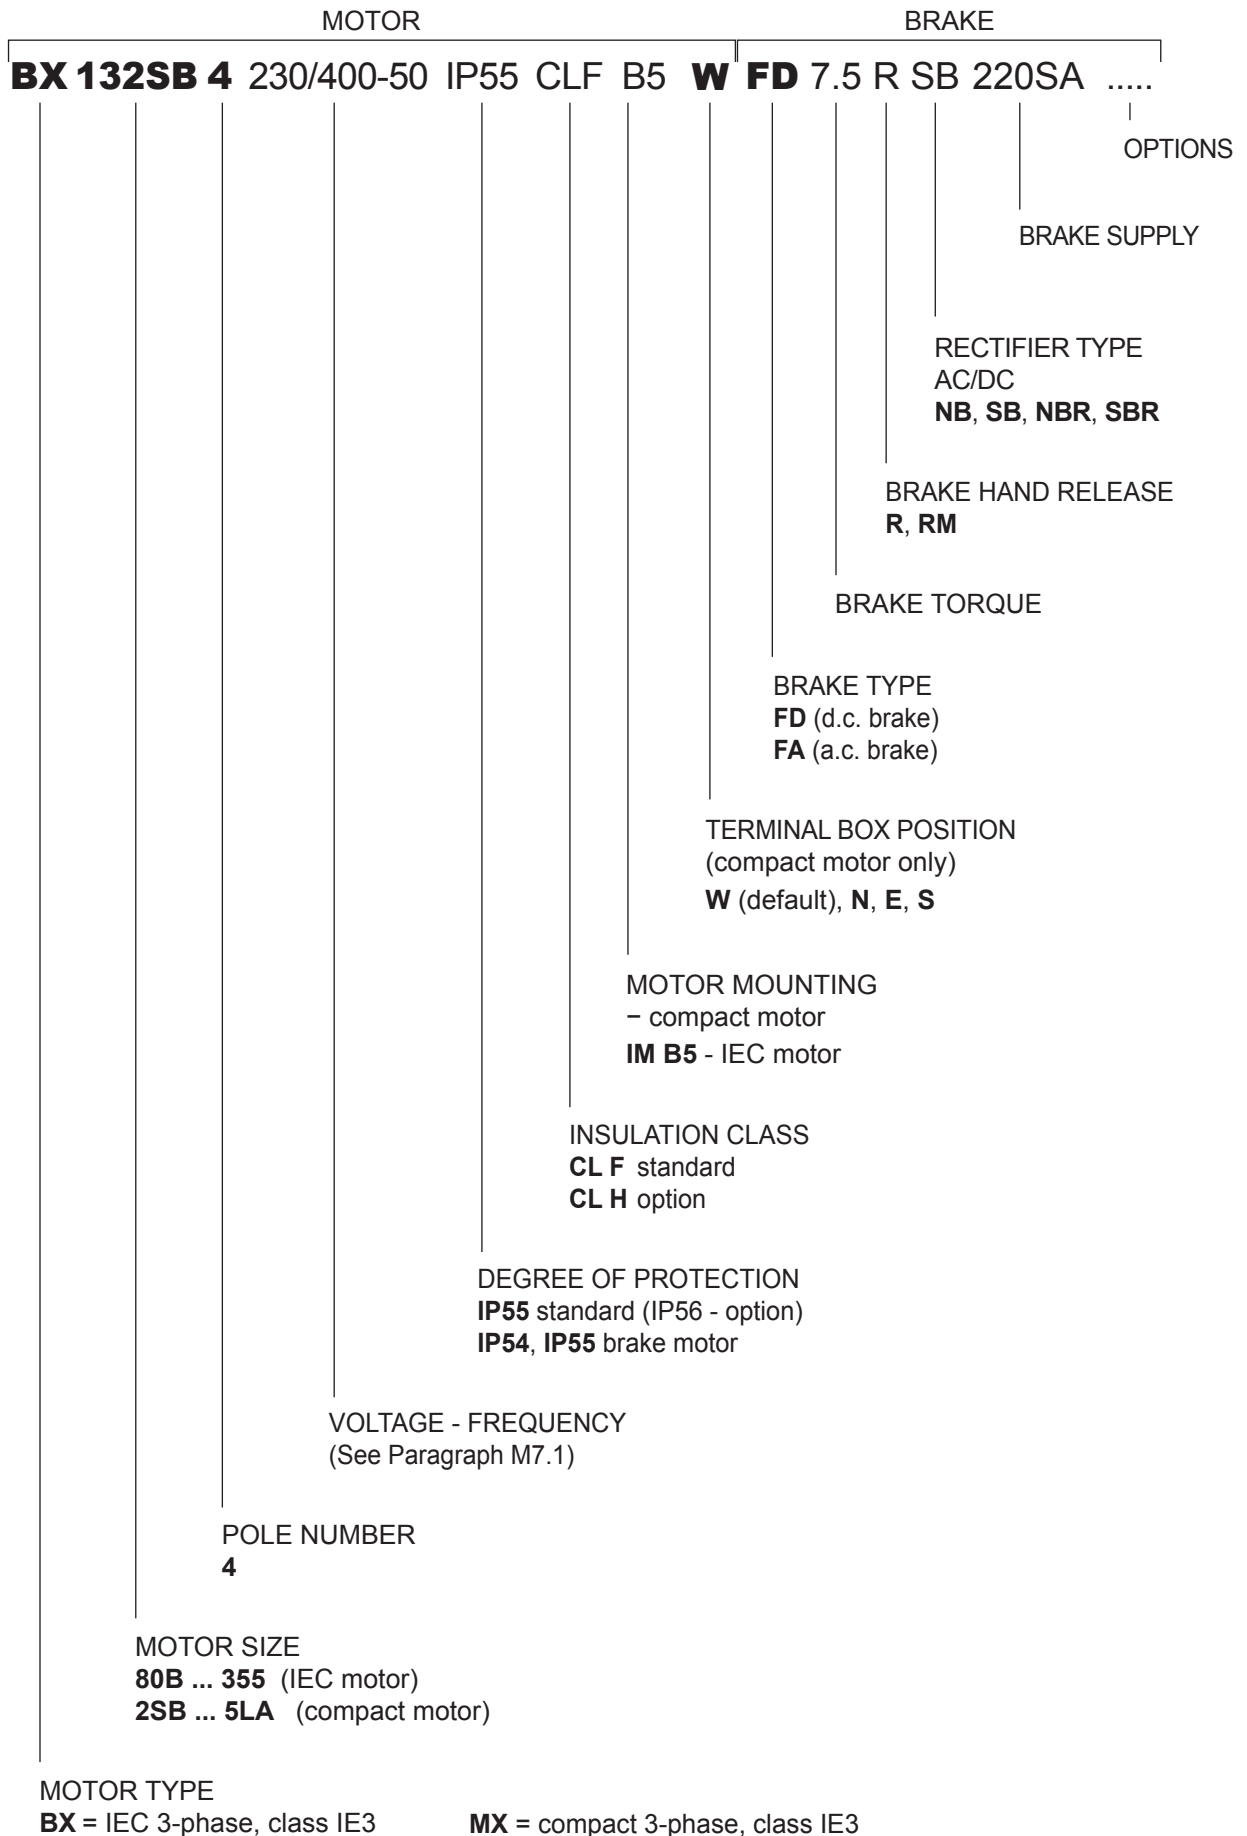 MOTOR BRAKE
BX 132SB 4 230/400-50 IP55 CLF B5 W FD 7.5 R SB 220SA .....
OPTIONS
BRAKE SUPPLY
RECTIFIER TYPE
AC/DC
NB, SB, NBR, SBR
BRAKE HAND RELEASE
R, RM
BRAKE TORQUE
BRAKE TYPE
FD (d.c. brake)
FA (a.c. brake)
TERMINAL BOX POSITION
(compact motor only)
W (default), N, E, S
MOTOR MOUNTING
− compact motor
IM B5 - IEC motor
INSULATION CLASS
CL F standard
CL H option
DEGREE OF PROTECTION
IP55 standard (IP56 - option)
IP54, IP55 brake motor
VOLTAGE - FREQUENCY
(See Paragraph M7.1)
POLE NUMBER
4
MOTOR SIZE
80B ... 355 (IEC motor)
2SB ... 5LA (compact motor)
MOTOR TYPE
BX = IEC 3-phase, class IE3 MX = compact 3-phase, class IE3